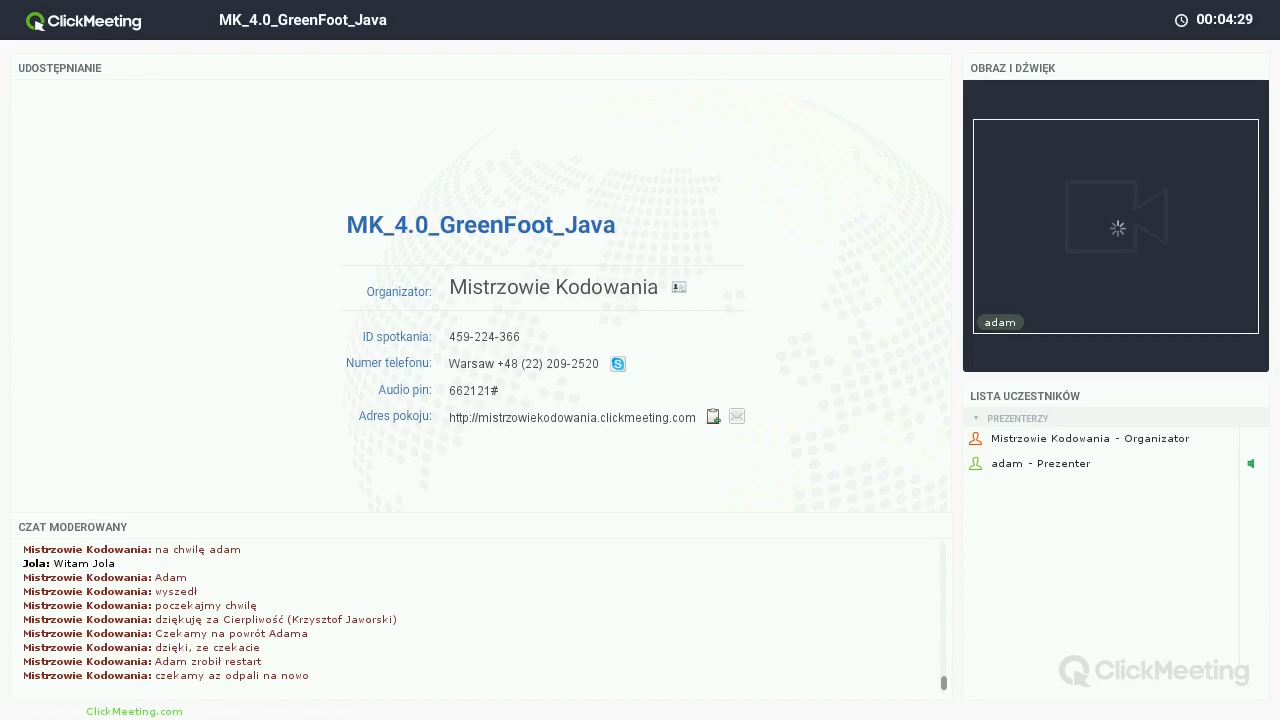 ClickMeeting
MK_4.0_GreenFoot_Java
00:04:29
UDOSTĘPNIANIE
MK_4.0_GreenFoot_Java
Organizator: Mistrzowie Kodowania
ID spotkania: 459-224-366
Numer telefonu: Warsaw +48 (22) 209-2520
Audio pin: 662121#
Adres pokoju: http://mistrzowiekodowania.clickmeeting.com
CZAT MODEROWANY
Mistrzowie Kodowania: na chwilę adam
Jola: Witam Jola
Mistrzowie Kodowania: Adam
Mistrzowie Kodowania: wyszedł
Mistrzowie Kodowania: poczekajmy chwilę
Mistrzowie Kodowania: dziękuję za Cierpliwość (Krzysztof Jaworski)
Mistrzowie Kodowania: Czekamy na powrót Adama
Mistrzowie Kodowania: dzięki, ze czekacie
Mistrzowie Kodowania: Adam zrobił restart
Mistrzowie Kodowania: czekamy az odpali na nowo
ClickMeeting.com
OBRAZ I DŹWIĘK
adam
LISTA UCZESTNIKÓW
PREZENTERZY
Mistrzowie Kodowania - Organizator
adam - Prezenter
ClickMeeting